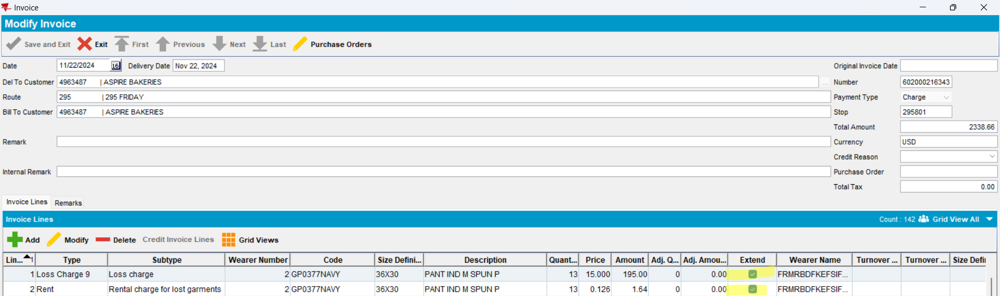 Invoice
Modify Invoice
Save and Exit Exit First Previous Next Last Purchase Orders
Date 11/22/2024 16 Delivery Date Nov 22, 2024 Original Invoice Date
Del To Customer 4963487 | ASPIRE BAKERIES ... Number 602000216343
Route 295 | 295 FRIDAY Payment Type Charge
Bill To Customer 4963487 | ASPIRE BAKERIES Stop 295801
Total Amount 2338.66
Remark Currency USD
Credit Reason
Internal Remark Purchase Order
Total Tax 0.00
Invoice Lines Remarks
Invoice Lines Count : 142 Grid View All
Add Modify Delete Credit Invoice Lines Grid Views
Lin... 1 Type Subtype Wearer Number Code Size Defini... Description Quant... Price Amount Adj. Q... Adj. Amou... Extend Wearer Name Turnover ... Turnover ... Size Defin
1 Loss Charge 9 Loss charge 2 GP0377NAVY 36X30 PANT IND M SPUN P 13 15.000 195.00 0 0.00 FRMRBDFKEFSIF...
2 Rent Rental charge for lost garments 2 GP0377NAVY 36X30 PANT IND M SPUN P 13 0.126 1.64 0 0.00 FRMRBDFKEFSIF...